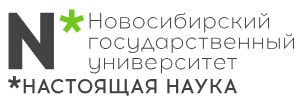 N* Новосибирский
государственный
университет
*НАСТОЯЩАЯ НАУКА